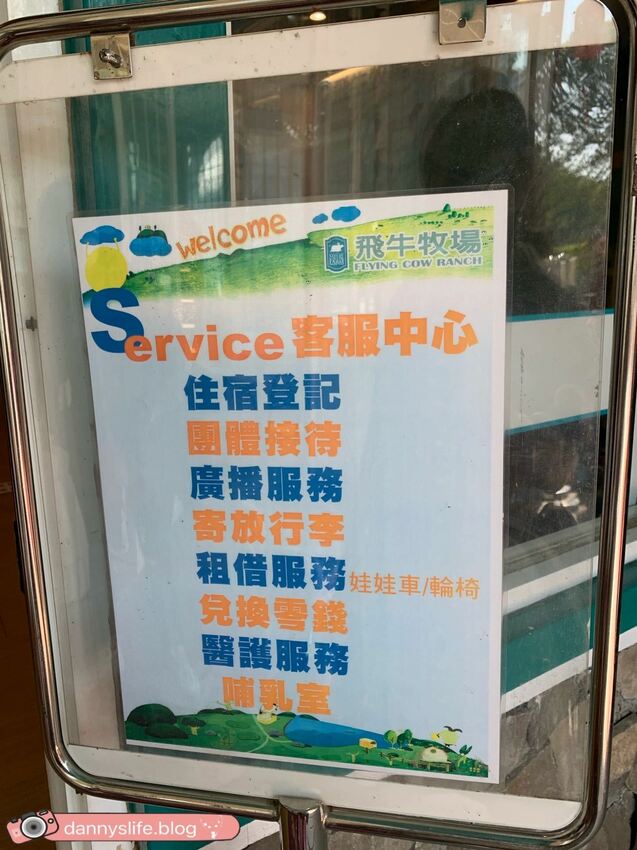 welcome
飛牛牧場
FLYING COW RANCH
Service 客服中心
住宿登記
團體接待
廣播服務
寄放行李
租借服務 娃娃車/輪椅
兌換零錢
醫護服務
哺乳室
dannyslife.blog